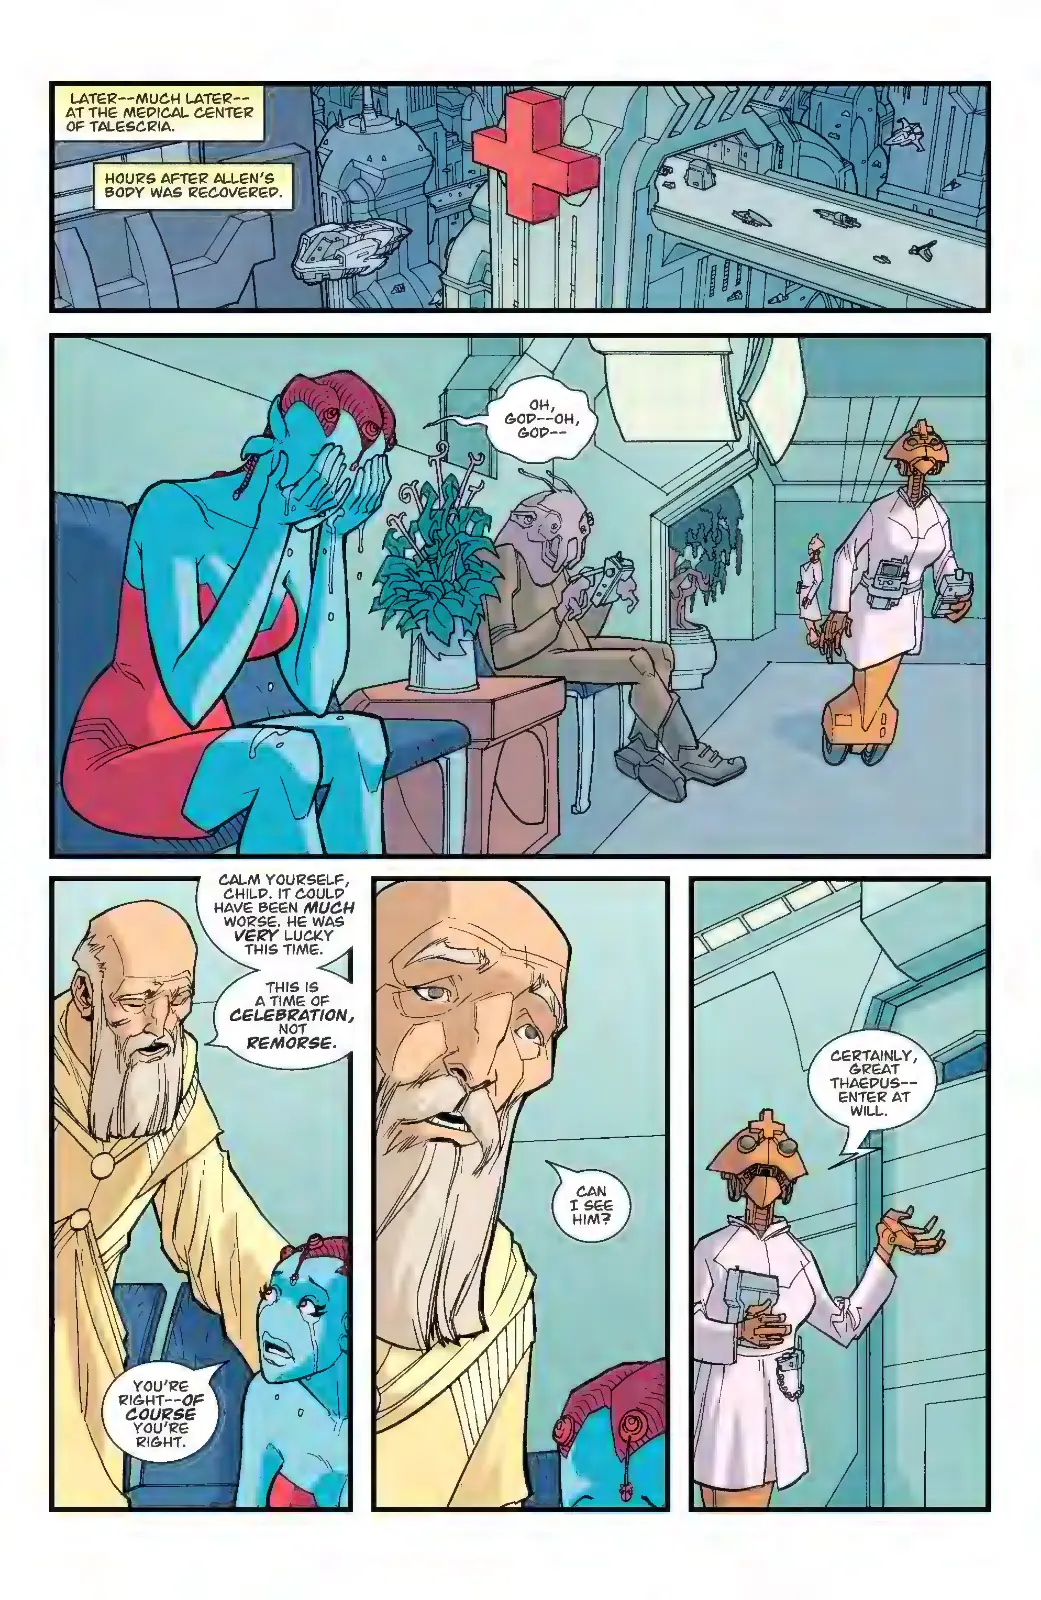 LATER--MUCH LATER--
AT THE MEDICAL CENTER
OF TALESCRIA.
HOURS AFTER ALLEN'S
BODY WAS RECOVERED.
OH,
GOD--OH,
GOD--
CALM YOURSELF,
CHILD. IT COULD
HAVE BEEN MUCH
WORSE. HE WAS
VERY LUCKY
THIS TIME.
THIS IS
A TIME OF
CELEBRATION,
NOT
REMORSE.
YOU'RE
RIGHT--OF
COURSE
YOU'RE
RIGHT.
CAN
I SEE
HIM?
CERTAINLY,
GREAT
THAEDUS--
ENTER AT
WILL.